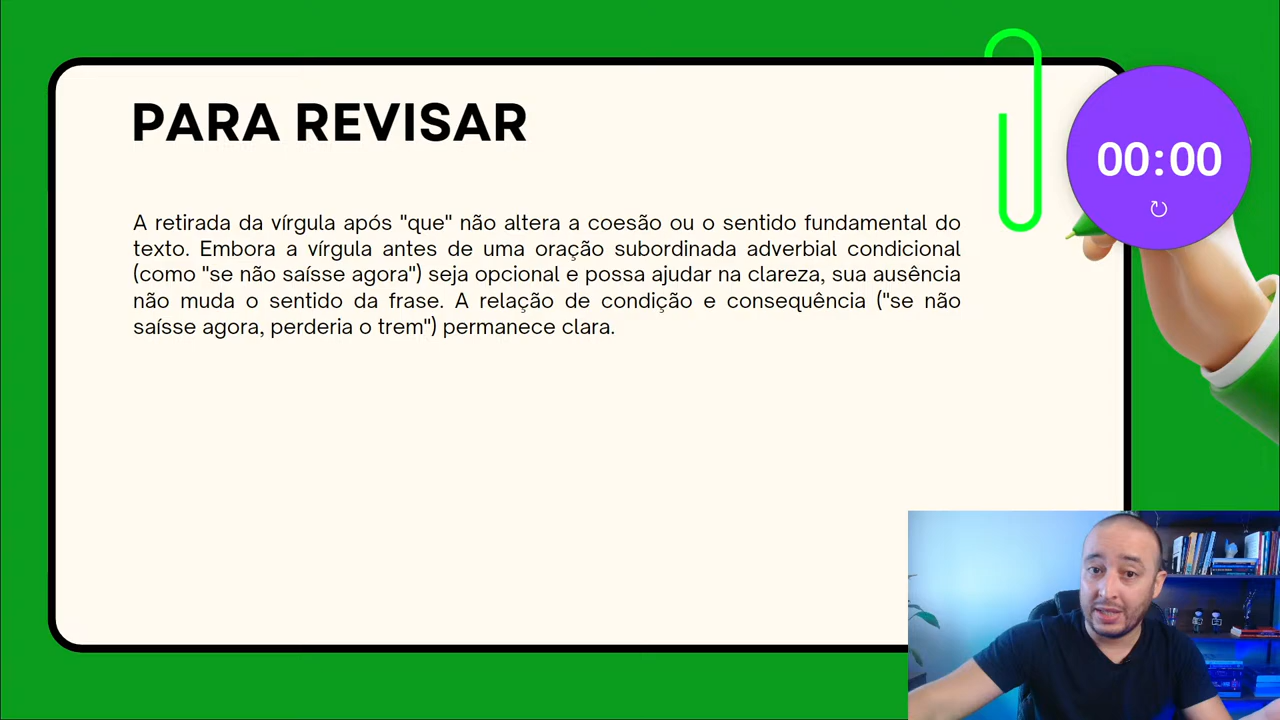 PARA REVISAR
00:00
A retirada da vírgula após "que" não altera a coesão ou o sentido fundamental do
texto. Embora a vírgula antes de uma oração subordinada adverbial condicional
(como "se não saísse agora") seja opcional e possa ajudar na clareza, sua ausência
não muda o sentido da frase. A relação de condição e consequência ("se não
saísse agora, perderia o trem") permanece clara.